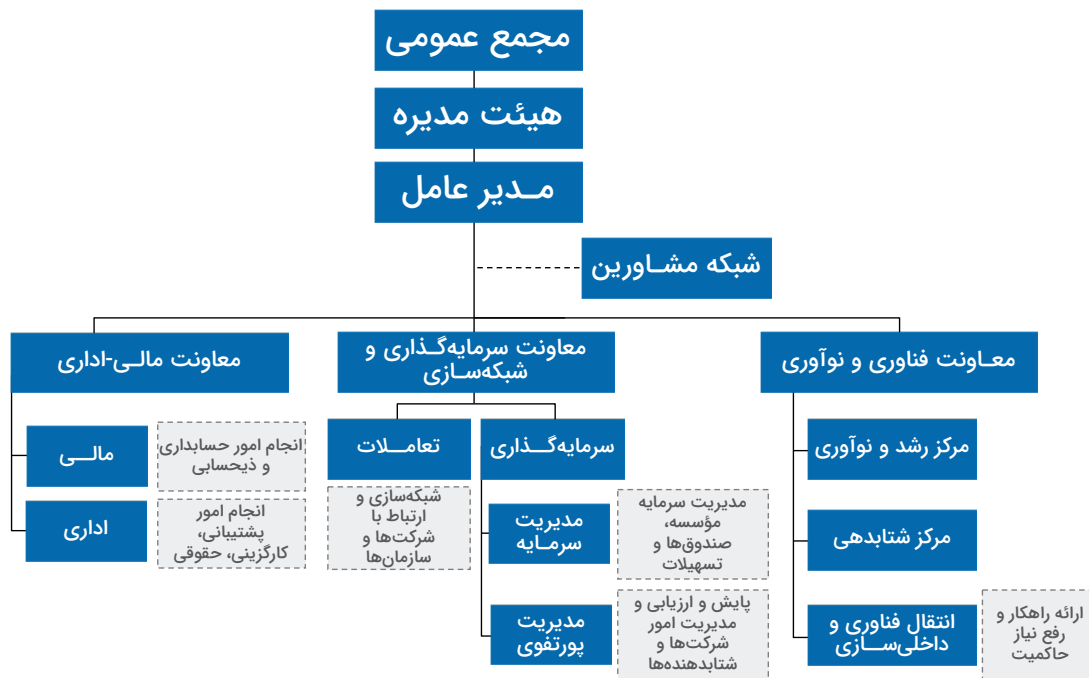 مجمع عمومی
هیئت مدیره
مـدیر عامل
شبکه مشـاورین
معـاونت فناوری و نوآوری
مرکز رشد و نوآوری
مرکز شتابدهی
انتقال فناوری و
داخلی‌ســازی
ارائه راهکار و
رفع نیاز
حاکمیت
معاونت سرمایه‌گـذاری و
شبکه‌سـازی
سرمایه‌گــذاری
مدیریت
سرمـایه
مدیریت سرمایه
مؤسسه،
صندوق‌ها و
تسهیلات
مدیریت
پورتفوی
پایش و ارزیابی و
مدیریت امور
شرکت‌ها و
شتابدهنده‌ها
تعامــلات
شبکه‌سازی و
ارتباط با
شرکت‌ها و
سازمان‌ها
معاونت مالـی-اداری
مالــی
انجام امور حسابداری
و ذیحسابی
اداری
انجام امور
پشتیبانی،
کارگزینی، حقوقی